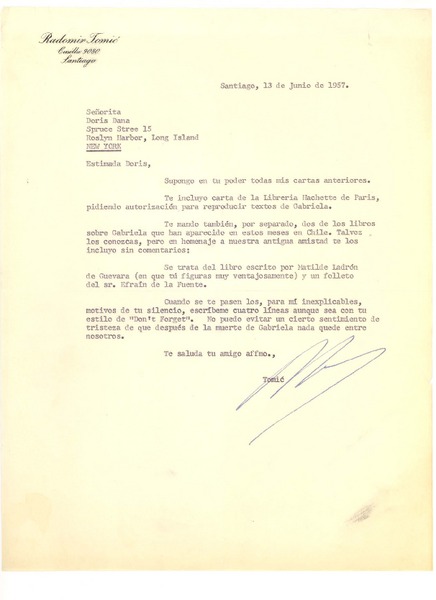 Radomir Tomić
Casilla 9080
Santiago
Santiago, 13 de Junio de 1957.
Señorita
Doris Dana
Spruce Stree 15
Roslyn Harbor, Long Island
NEW YORK
Estimada Doris,
Supongo en tu poder todas mis cartas anteriores.
Te incluyo carta de la Libreria Hachette de Paris,
pidiendo autorización para reproducir textos de Gabriela.
Te mando también, por separado, dos de los libros
sobre Gabriela que han aparecido en estos meses en Chile. Talvez
los conozcas, pero en homenaje a nuestra antigua amistad te los
incluyo sin comentarios:
Se trata del libro escrito por Matilde Ladrón
de Guevara (en que tú figuras muy ventajosamente) y un folleto
del sr. Efraín de la Fuente.
Cuando se te pasen los, para mí inexplicables,
motivos de tu silencio, escríbeme cuatro líneas aunque sea con tu
estilo de "Don't Forget". No puedo evitar un cierto sentimiento de
tristeza de que después de la muerte de Gabriela nada quede entre
nosotros.
Te saluda tu amigo affmo.,
Tomić